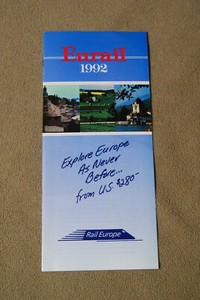 Eurail
1992
Explore Europe
As Never
Before...
from U.S. $280-
Rail Europe